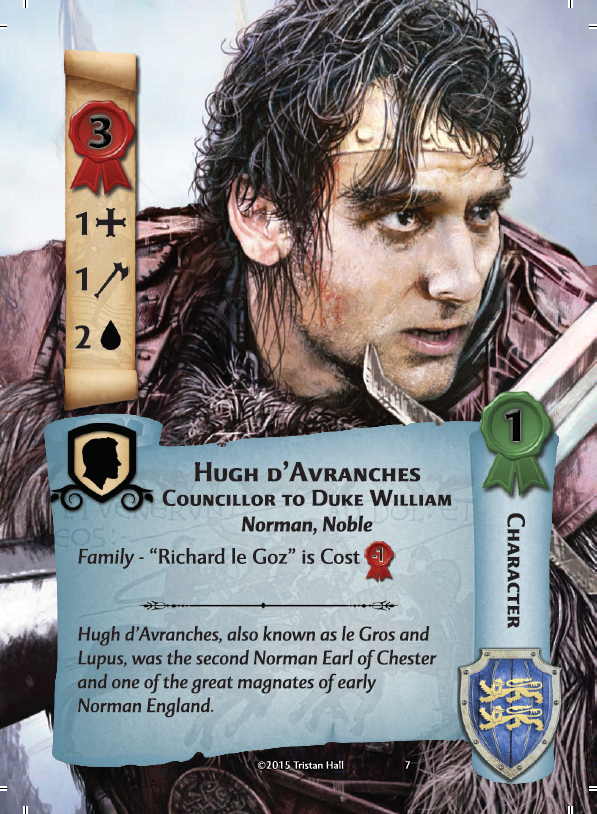 3
1
1
2
1
HUGH D'AVRANCHES
COUNCILLOR TO DUKE WILLIAM
Norman, Noble
Family - “Richard le Goz” is Cost -1
CHARACTER
Hugh d'Avranches, also known as le Gros and
Lupus, was the second Norman Earl of Chester
and one of the great magnates of early
Norman England.
©2015 Tristan Hall
7